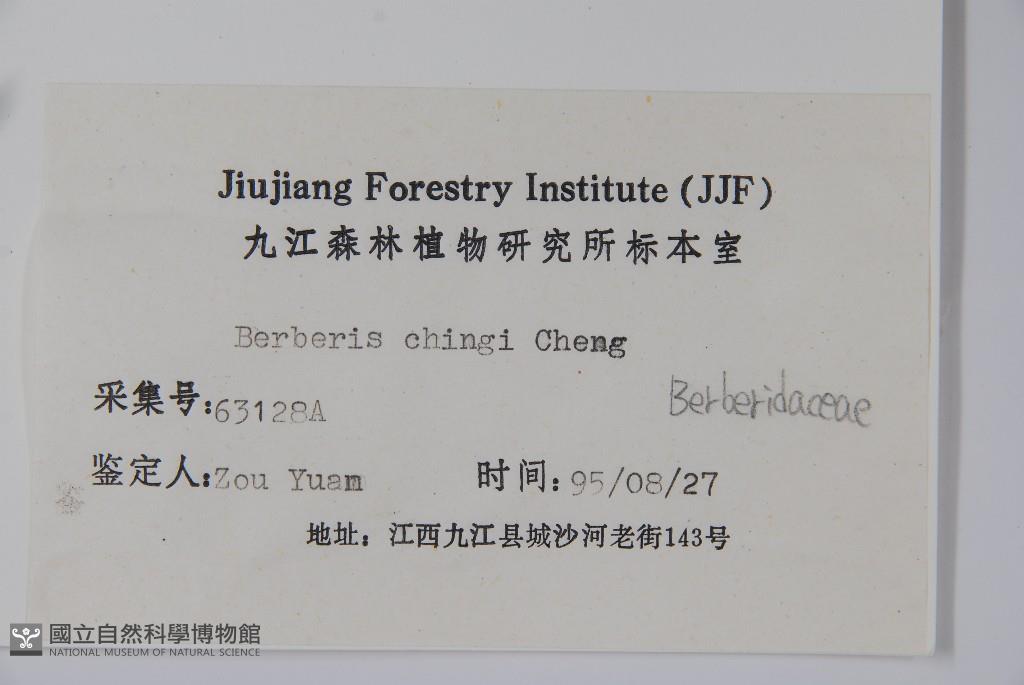 Jiujiang Forestry Institute (JJF)
九江森林植物研究所标本室
Berberis chingi Cheng
Berberidaceae
采集号:63128A
鉴定人:Zou Yuan 时间:95/08/27
地址：江西九江县城沙河老街143号
國立自然科學博物館
NATIONAL MUSEUM OF NATURAL SCIENCE